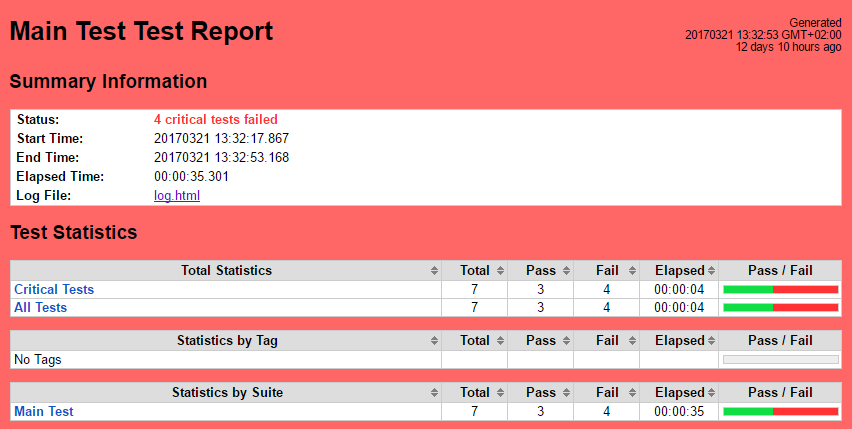 Main Test Test Report
Generated
20170321 13:32:53 GMT+02:00
12 days 10 hours ago
Summary Information
Status: 4 critical tests failed
Start Time: 20170321 13:32:17.867
End Time: 20170321 13:32:53.168
Elapsed Time: 00:00:35.301
Log File: log.html
Test Statistics
Total Statistics Total Pass Fail Elapsed Pass / Fail
Critical Tests 7 3 4 00:00:04
All Tests 7 3 4 00:00:04
Statistics by Tag Total Pass Fail Elapsed Pass / Fail
No Tags
Statistics by Suite Total Pass Fail Elapsed Pass / Fail
Main Test 7 3 4 00:00:35